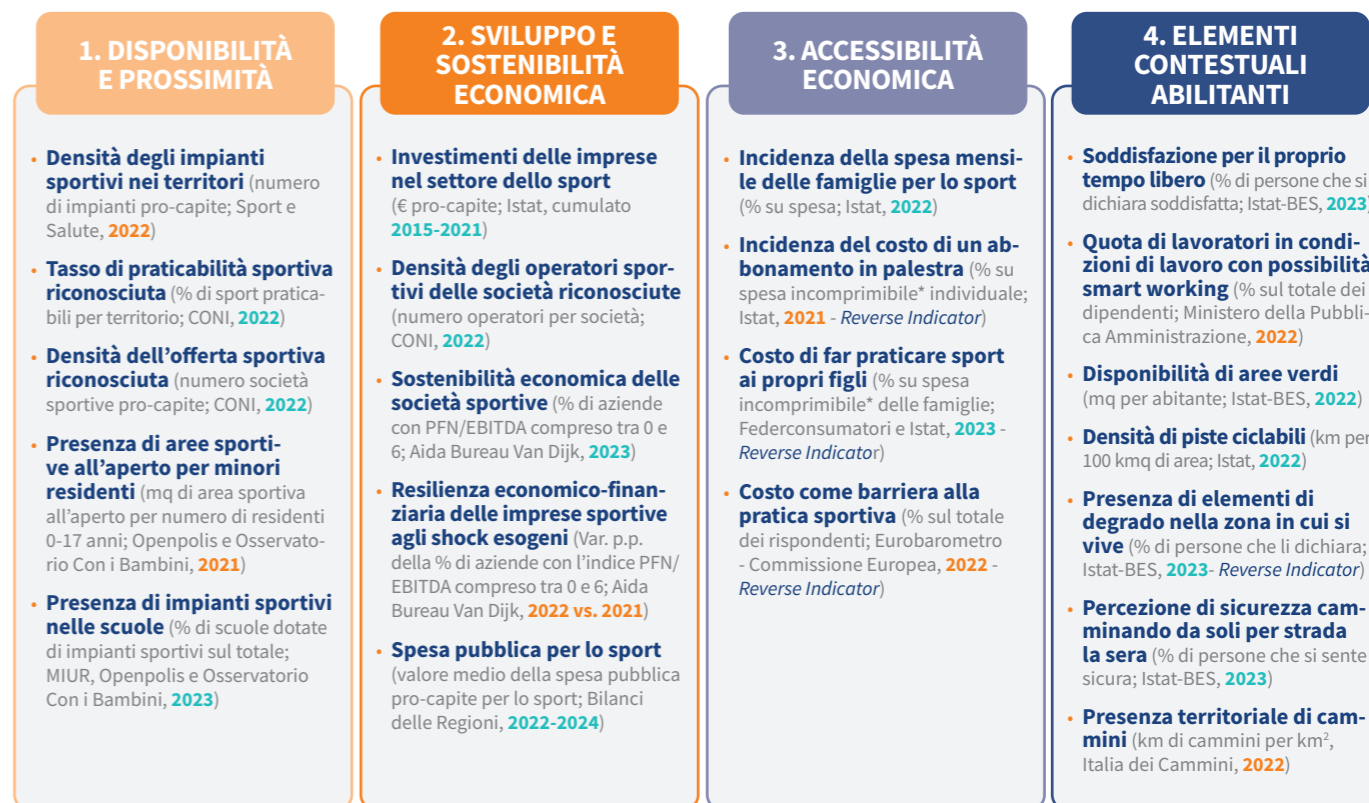 1. DISPONIBILITÀ
E PROSSIMITÀ
• Densità degli impianti
sportivi nei territori (numero
di impianti pro-capite; Sport e
Salute, 2022)
• Tasso di praticabilità sportiva
riconosciuta (% di sport pratica-
bili per territorio; CONI, 2022)
• Densità dell'offerta sportiva
riconosciuta (numero società
sportive pro-capite; CONI, 2022)
• Presenza di aree sporti-
ve all'aperto per minori
residenti (mq di area sportiva
all'aperto per numero di residenti
0-17 anni; Openpolis e Osservato-
rio Con i Bambini, 2021)
• Presenza di impianti sportivi
nelle scuole (% di scuole dotate
di impianti sportivi sul totale;
MIUR, Openpolis e Osservatorio
Con i Bambini, 2023)
2. SVILUPPO E
SOSTENIBILITÀ
ECONOMICA
• Investimenti delle imprese
nel settore dello sport
(€ pro-capite; Istat, cumulato
2015-2021)
• Densità degli operatori spor-
tivi delle società riconosciute
(numero operatori per società;
CONI, 2022)
• Sostenibilità economica delle
società sportive (% di aziende
con PFN/EBITDA compreso tra 0 e
6; Aida Bureau Van Dijk, 2023)
• Resilienza economico-finan-
ziaria delle imprese sportive
agli shock esogeni (Var. p.p.
della % di aziende con l'indice PFN/
EBITDA compreso tra 0 e 6; Aida
Bureau Van Dijk, 2022 vs. 2021)
• Spesa pubblica per lo sport
(valore medio della spesa pubblica
pro-capite per lo sport; Bilanci
delle Regioni, 2022-2024)
3. ACCESSIBILITÀ
ECONOMICA
• Incidenza della spesa mensi-
le delle famiglie per lo sport
(% su spesa; Istat, 2022)
• Incidenza del costo di un ab-
bonamento in palestra (% su
spesa incomprimibile* individuale;
Istat, 2021 - Reverse Indicator)
• Costo di far praticare sport
ai propri figli (% su spesa
incomprimibile* delle famiglie;
Federconsumatori e Istat, 2023 -
Reverse Indicator)
• Costo come barriera alla
pratica sportiva (% sul totale
dei rispondenti; Eurobarometro
- Commissione Europea, 2022 -
Reverse Indicator)
4. ELEMENTI
CONTESTUALI
ABILITANTI
• Soddisfazione per il proprio
tempo libero (% di persone che si
dichiara soddisfatta; Istat-BES, 2023)
• Quota di lavoratori in condi-
zioni di lavoro con possibilità
smart working (% sul totale dei
dipendenti; Ministero della Pubbli-
ca Amministrazione, 2022)
• Disponibilità di aree verdi
(mq per abitante; Istat-BES, 2022)
• Densità di piste ciclabili (km per
100 kmq di area; Istat, 2022)
• Presenza di elementi di
degrado nella zona in cui si
vive (% di persone che li dichiara;
Istat-BES, 2023- Reverse Indicator)
• Percezione di sicurezza cam-
minando da soli per strada
la sera (% di persone che si sente
sicura; Istat-BES, 2023)
• Presenza territoriale di cam-
mini (km di cammini per km²,
Italia dei Cammini, 2022)